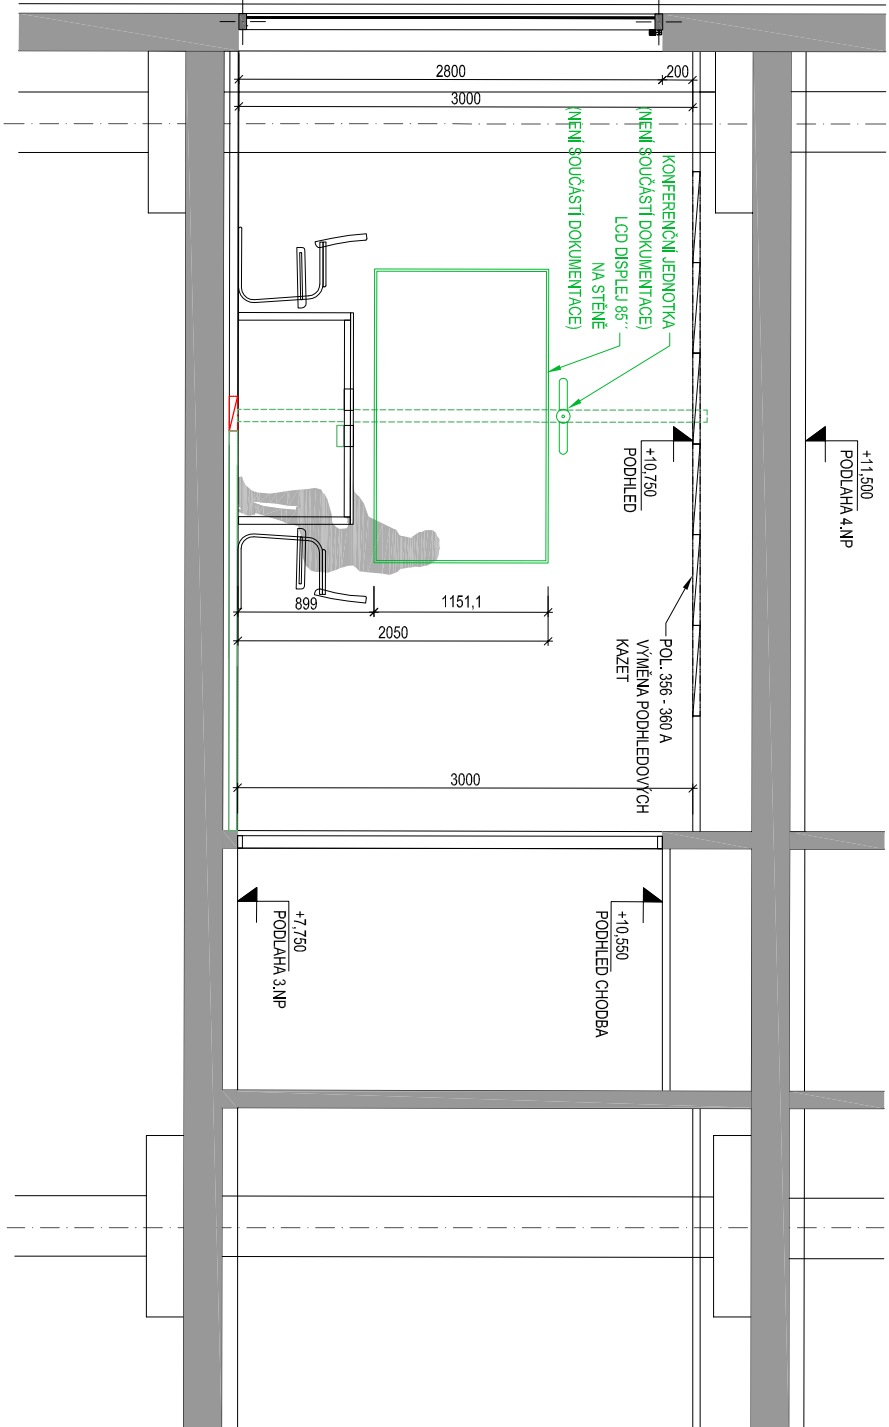 2800
200
3000
KONFERENČNÍ JEDNOTKA
(NENÍ SOUČÁSTÍ DOKUMENTACE)
LCD DISPLEJ 85´´
NA STĚNĚ
(NENÍ SOUČÁSTÍ DOKUMENTACE)
+11,500
PODLAHA 4.NP
+10,750
PODHLED
899
1151,1
2050
POL. 356 - 360 A
VÝMĚNA PODHLEDOVÝCH
KAZET
3000
+10,550
PODHLED CHODBA
+7,750
PODLAHA 3.NP